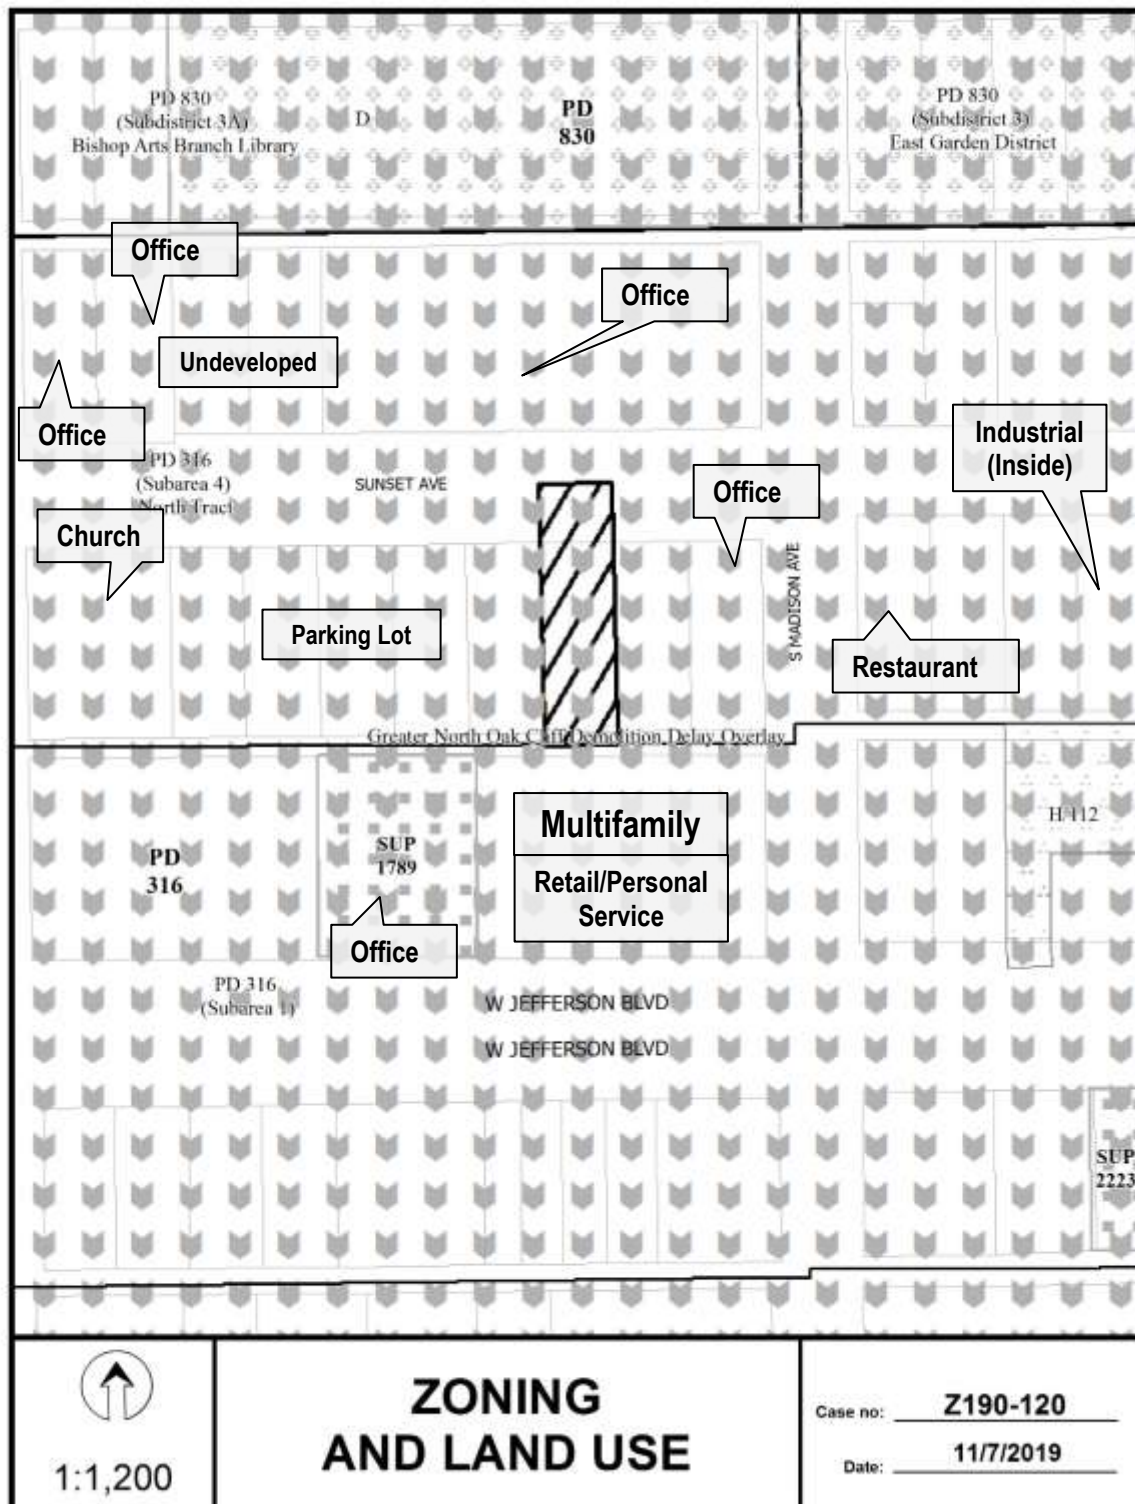 PD 830
(Subdistrict 3A)
Bishop Arts Branch Library
D
PD
830
PD 830
(Subdistrict 3)
East Garden District
Office
Office
Undeveloped
Office
Industrial
(Inside)
PD 316
(Subarea 4)
North Tract
SUNSET AVE
Office
Church
S MADISON AVE
Parking Lot
Restaurant
Greater North Oak Cliff Demolition Delay Overlay
Multifamily
H/112
SUP
1789
PD
316
Retail/Personal
Service
Office
PD 316
(Subarea 1)
W JEFFERSON BLVD
W JEFFERSON BLVD
SUP
2223
1:1,200
ZONING
AND LAND USE
Case no: Z190-120
Date: 11/7/2019